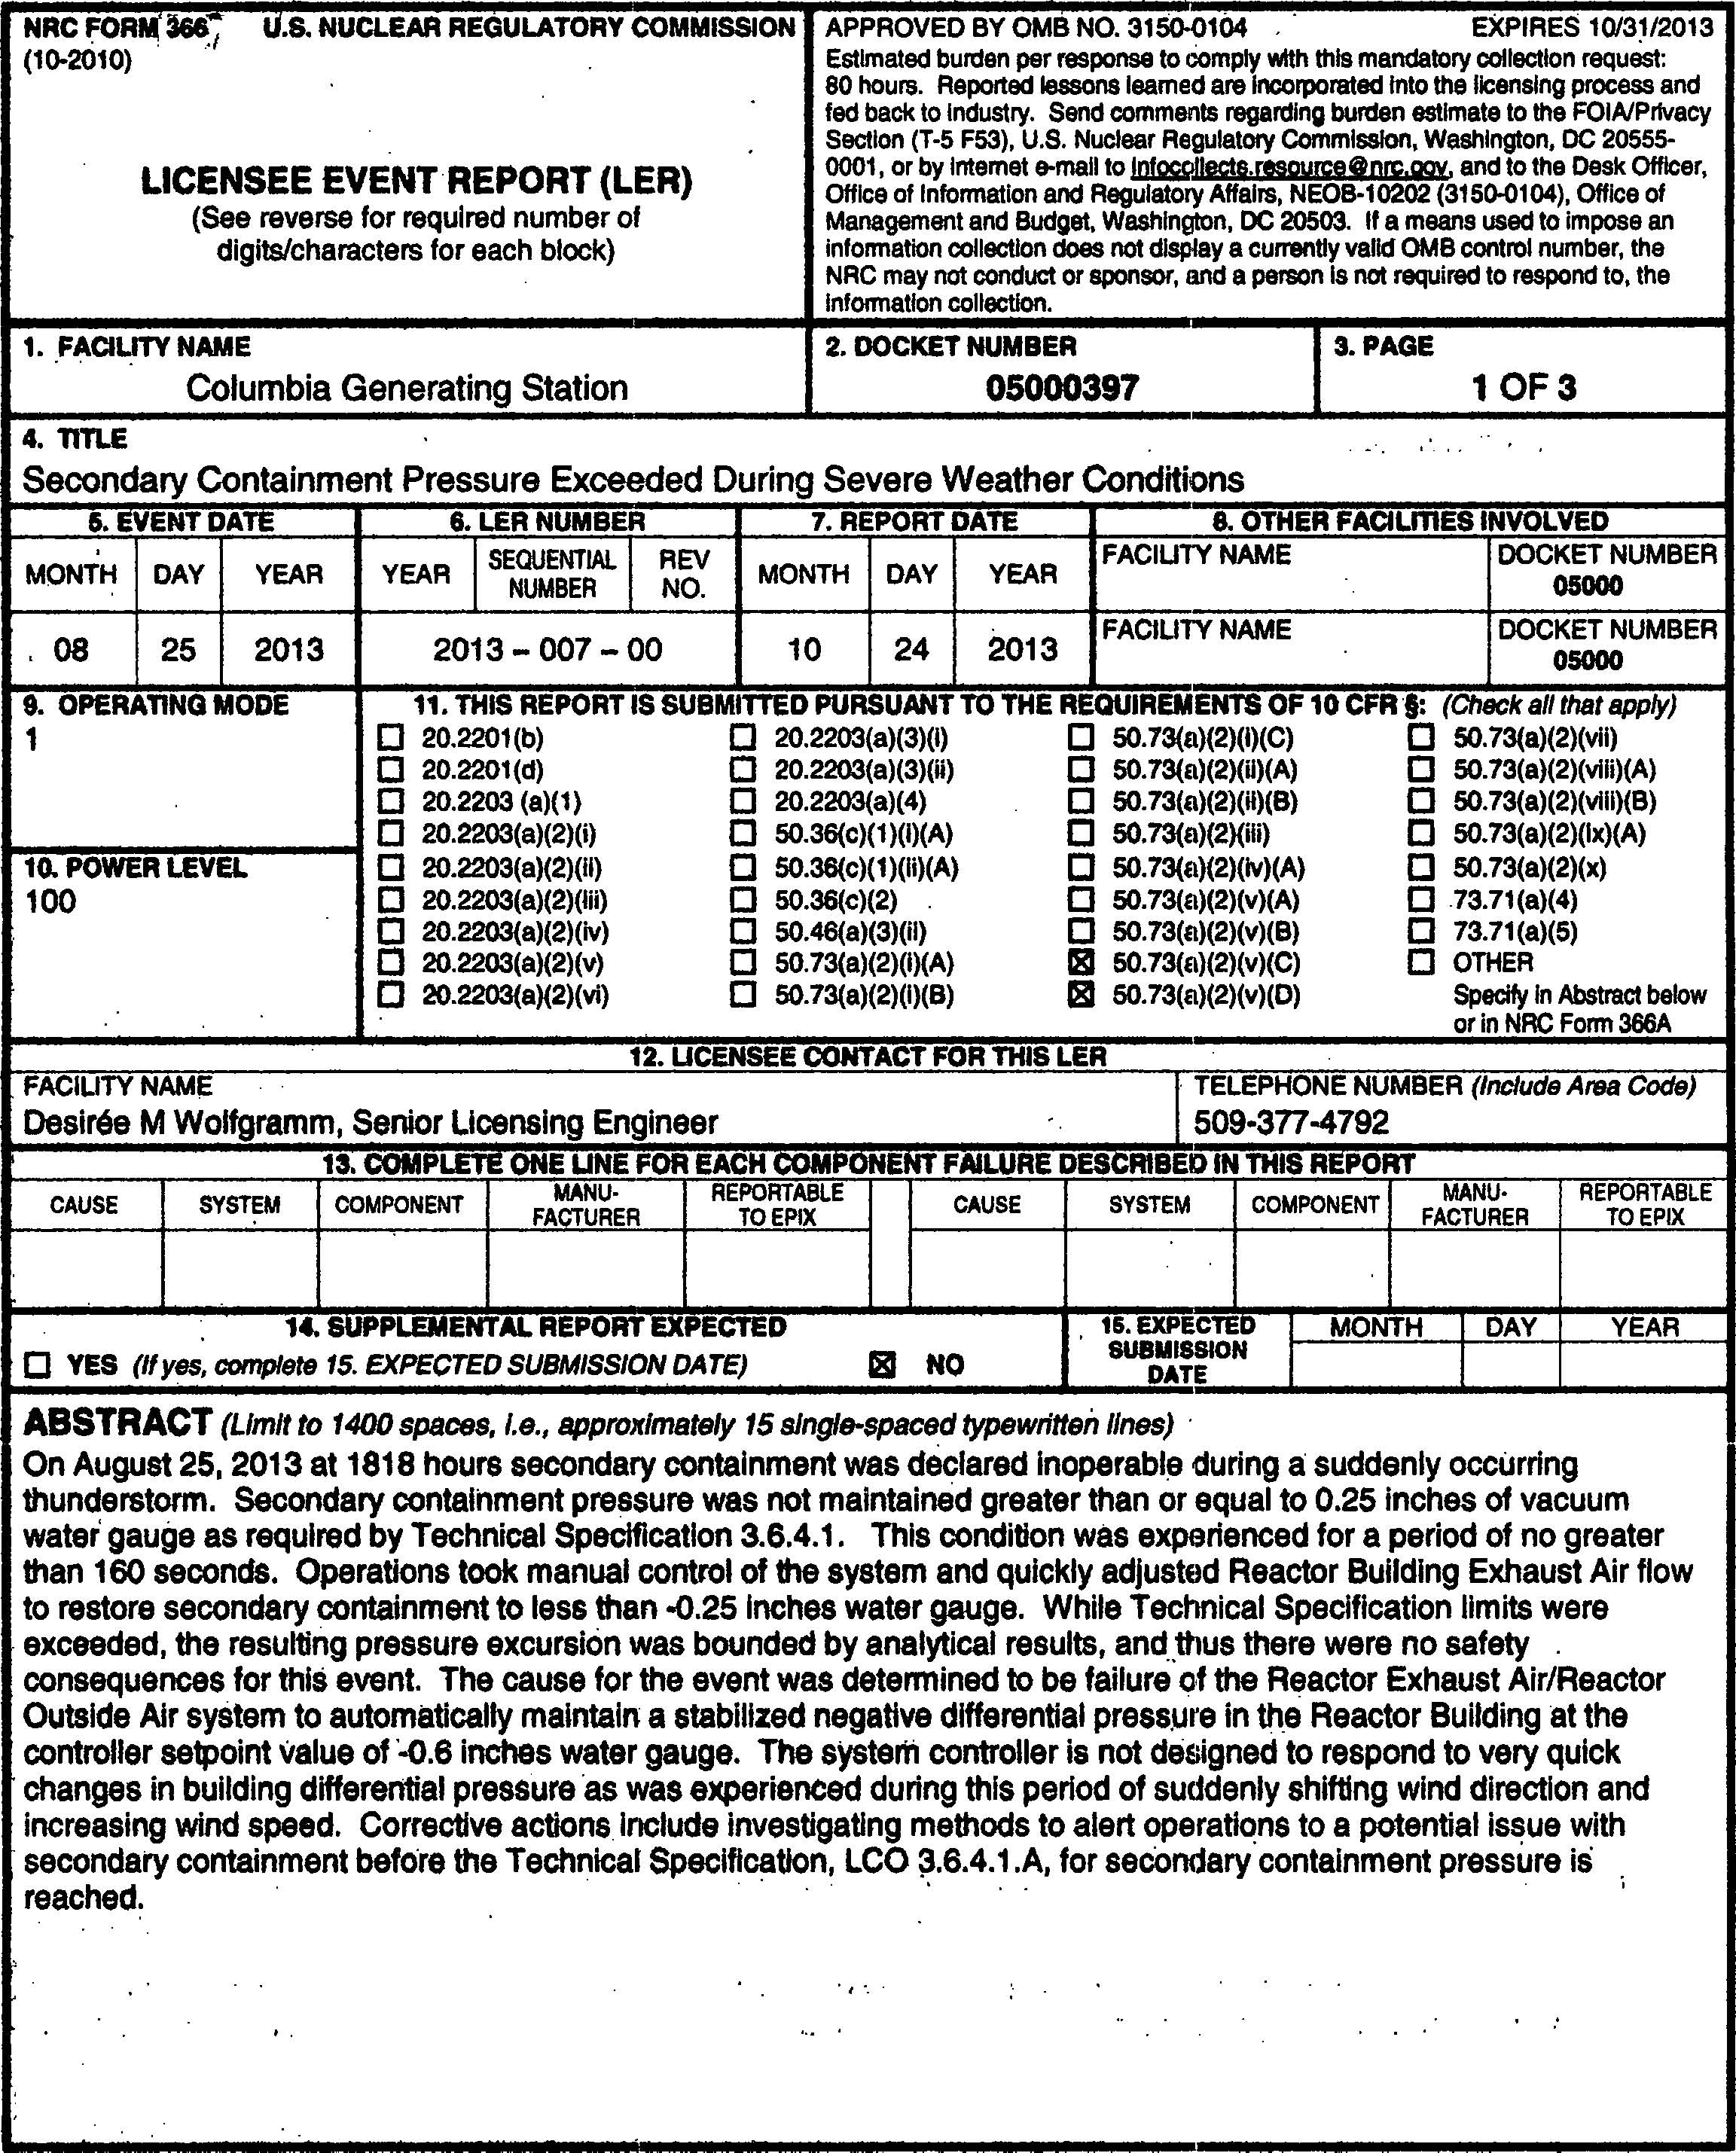 NRC FORM 366 U.S. NUCLEAR REGULATORY COMMISSION
(10-2010)
LICENSEE EVENT REPORT (LER)
(See reverse for required number of
digits/characters for each block)
APPROVED BY OMB NO. 3150-0104 EXPIRES 10/31/2013
Estimated burden per response to comply with this mandatory collection request:
80 hours. Reported lessons learned are incorporated into the licensing process and
fed back to industry. Send comments regarding burden estimate to the FOIA/Privacy
Section (T-5 F53), U.S. Nuclear Regulatory Commission, Washington, DC 20555-
0001, or by internet e-mail to infocollects.resource@nrc.gov, and to the Desk Officer,
Office of Information and Regulatory Affairs, NEOB-10202 (3150-0104), Office of
Management and Budget, Washington, DC 20503. If a means used to impose an
information collection does not display a currently valid OMB control number, the
NRC may not conduct or sponsor, and a person is not required to respond to, the
information collection.
1. FACILITY NAME
Columbia Generating Station
2. DOCKET NUMBER
05000397
3. PAGE
1 OF 3
4. TITLE
Secondary Containment Pressure Exceeded During Severe Weather Conditions
5. EVENT DATE 6. LER NUMBER 7. REPORT DATE 8. OTHER FACILITIES INVOLVED
MONTH DAY YEAR YEAR SEQUENTIAL NUMBER REV NO. MONTH DAY YEAR FACILITY NAME DOCKET NUMBER
05000
08 25 2013 2013 – 007 – 00 10 24 2013 FACILITY NAME DOCKET NUMBER
05000
9. OPERATING MODE
1
10. POWER LEVEL
100
11. THIS REPORT IS SUBMITTED PURSUANT TO THE REQUIREMENTS OF 10 CFR §: (Check all that apply)
☐ 20.2201(b) ☐ 20.2203(a)(3)(i) ☐ 50.73(a)(2)(i)(C) ☐ 50.73(a)(2)(vii)
☐ 20.2201(d) ☐ 20.2203(a)(3)(ii) ☐ 50.73(a)(2)(ii)(A) ☐ 50.73(a)(2)(viii)(A)
☐ 20.2203 (a)(1) ☐ 20.2203(a)(4) ☐ 50.73(a)(2)(ii)(B) ☐ 50.73(a)(2)(viii)(B)
☐ 20.2203(a)(2)(i) ☐ 50.36(c)(1)(i)(A) ☐ 50.73(a)(2)(iii) ☐ 50.73(a)(2)(ix)(A)
☐ 20.2203(a)(2)(ii) ☐ 50.36(c)(1)(ii)(A) ☐ 50.73(a)(2)(iv)(A) ☐ 50.73(a)(2)(x)
☐ 20.2203(a)(2)(iii) ☐ 50.36(c)(2) ☐ 50.73(a)(2)(v)(A) ☐ 73.71(a)(4)
☐ 20.2203(a)(2)(iv) ☐ 50.46(a)(3)(ii) ☐ 50.73(a)(2)(v)(B) ☐ 73.71(a)(5)
☐ 20.2203(a)(2)(v) ☐ 50.73(a)(2)(i)(A) ☒ 50.73(a)(2)(v)(C) ☐ OTHER
☐ 20.2203(a)(2)(vi) ☐ 50.73(a)(2)(i)(B) ☒ 50.73(a)(2)(v)(D) Specify in Abstract below
or in NRC Form 366A
12. LICENSEE CONTACT FOR THIS LER
FACILITY NAME TELEPHONE NUMBER (Include Area Code)
Desirée M Wolfgramm, Senior Licensing Engineer 509-377-4792
13. COMPLETE ONE LINE FOR EACH COMPONENT FAILURE DESCRIBED IN THIS REPORT
CAUSE SYSTEM COMPONENT MANU-FACTURER REPORTABLE TO EPIX CAUSE SYSTEM COMPONENT MANU-FACTURER REPORTABLE TO EPIX
14. SUPPLEMENTAL REPORT EXPECTED
☐ YES (If yes, complete 15. EXPECTED SUBMISSION DATE) ☒ NO
15. EXPECTED
SUBMISSION
DATE
MONTH DAY YEAR
ABSTRACT (Limit to 1400 spaces, i.e., approximately 15 single-spaced typewritten lines)
On August 25, 2013 at 1818 hours secondary containment was declared inoperable during a suddenly occurring
thunderstorm. Secondary containment pressure was not maintained greater than or equal to 0.25 inches of vacuum
water gauge as required by Technical Specification 3.6.4.1. This condition was experienced for a period of no greater
than 160 seconds. Operations took manual control of the system and quickly adjusted Reactor Building Exhaust Air flow
to restore secondary containment to less than -0.25 inches water gauge. While Technical Specification limits were
exceeded, the resulting pressure excursion was bounded by analytical results, and thus there were no safety
consequences for this event. The cause for the event was determined to be failure of the Reactor Exhaust Air/Reactor
Outside Air system to automatically maintain a stabilized negative differential pressure in the Reactor Building at the
controller setpoint value of -0.6 inches water gauge. The system controller is not designed to respond to very quick
changes in building differential pressure as was experienced during this period of suddenly shifting wind direction and
increasing wind speed. Corrective actions include investigating methods to alert operations to a potential issue with
secondary containment before the Technical Specification, LCO 3.6.4.1.A, for secondary containment pressure is
reached.